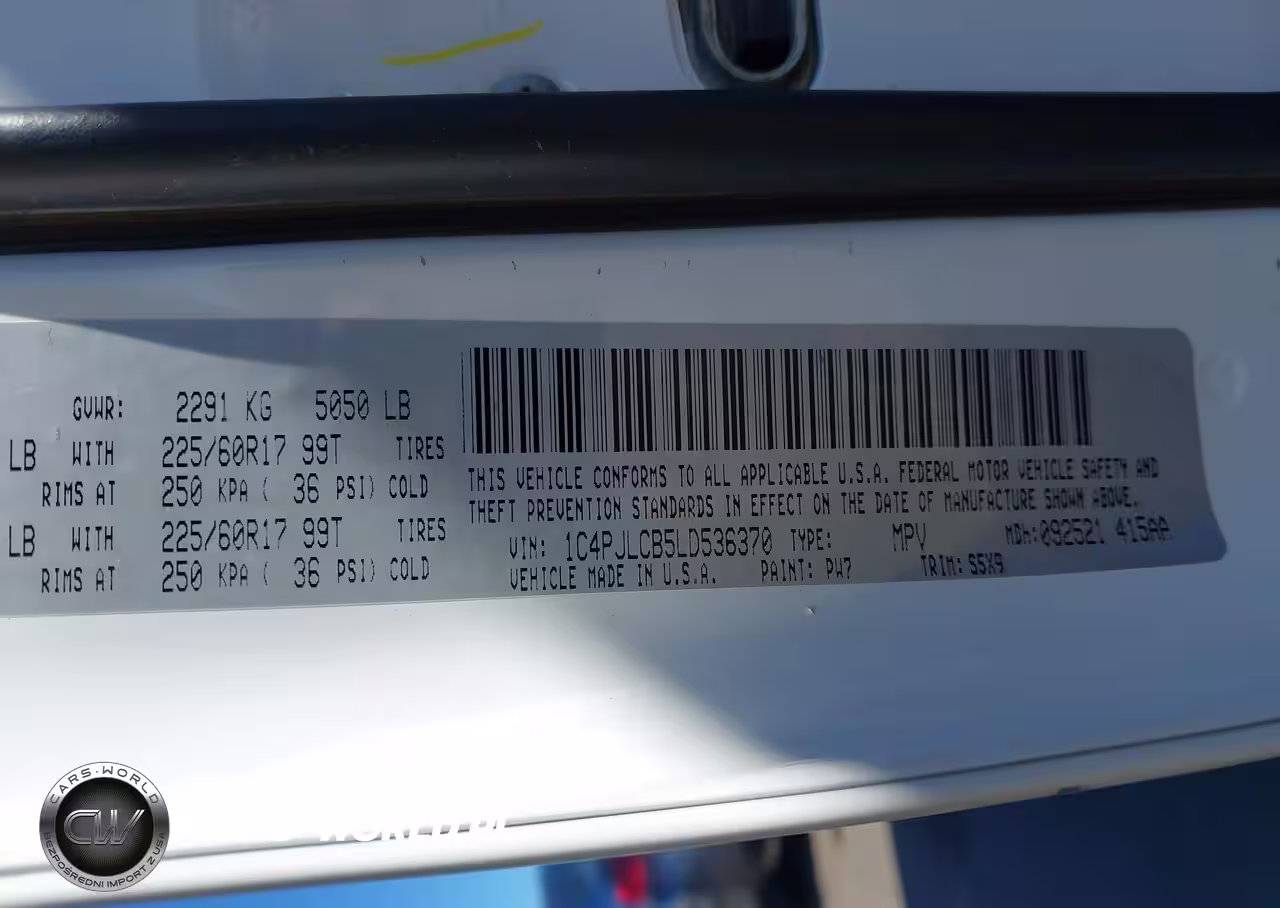 GVWR: 2291 KG 5050 LB
LB WITH 225/60R17 99T TIRES
RIMS AT 250 KPA ( 36 PSI) COLD
LB WITH 225/60R17 99T TIRES
RIMS AT 250 KPA ( 36 PSI) COLD
THIS VEHICLE CONFORMS TO ALL APPLICABLE U.S.A. FEDERAL MOTOR VEHICLE SAFETY AND
THEFT PREVENTION STANDARDS IN EFFECT ON THE DATE OF MANUFACTURE SHOWN ABOVE.
VIN: 1C4PJLCB5LD536370 TYPE: MPV MDH: 092521 415AA
VEHICLE MADE IN U.S.A. PAINT: PW7 TRIM: S5X9
CARS-WORLD
CW
BEZPOŚREDNI IMPORT Z USA